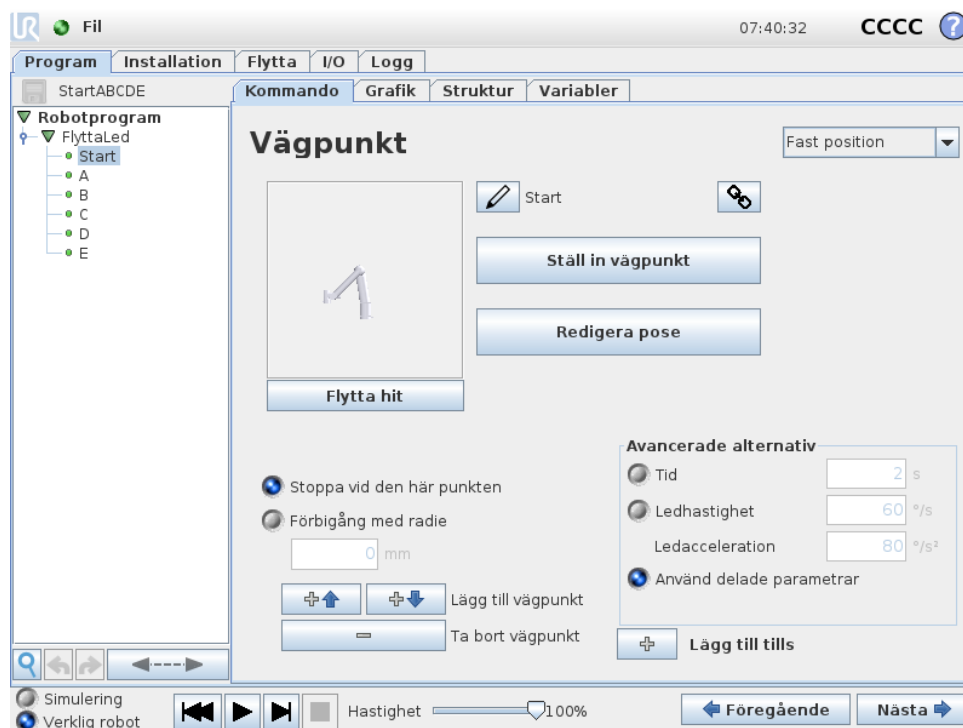 UR Fil 07:40:32 CCCC ?
Program Installation Flytta I/O Logg
StartABCDE
Kommando Grafik Struktur Variabler
Robotprogram
FlyttaLed
Start
A
B
C
D
E
Vägpunkt
Fast position
Start
Ställ in vägpunkt
Redigera pose
Flytta hit
Stoppa vid den här punkten
Förbigång med radie
0 mm
Lägg till vägpunkt
Ta bort vägpunkt
Avancerade alternativ
Tid 2 s
Ledhastighet 60 °/s
Ledacceleration 80 °/s²
Använd delade parametrar
Lägg till tills
Simulering
Verklig robot
Hastighet 100%
Föregående Nästa